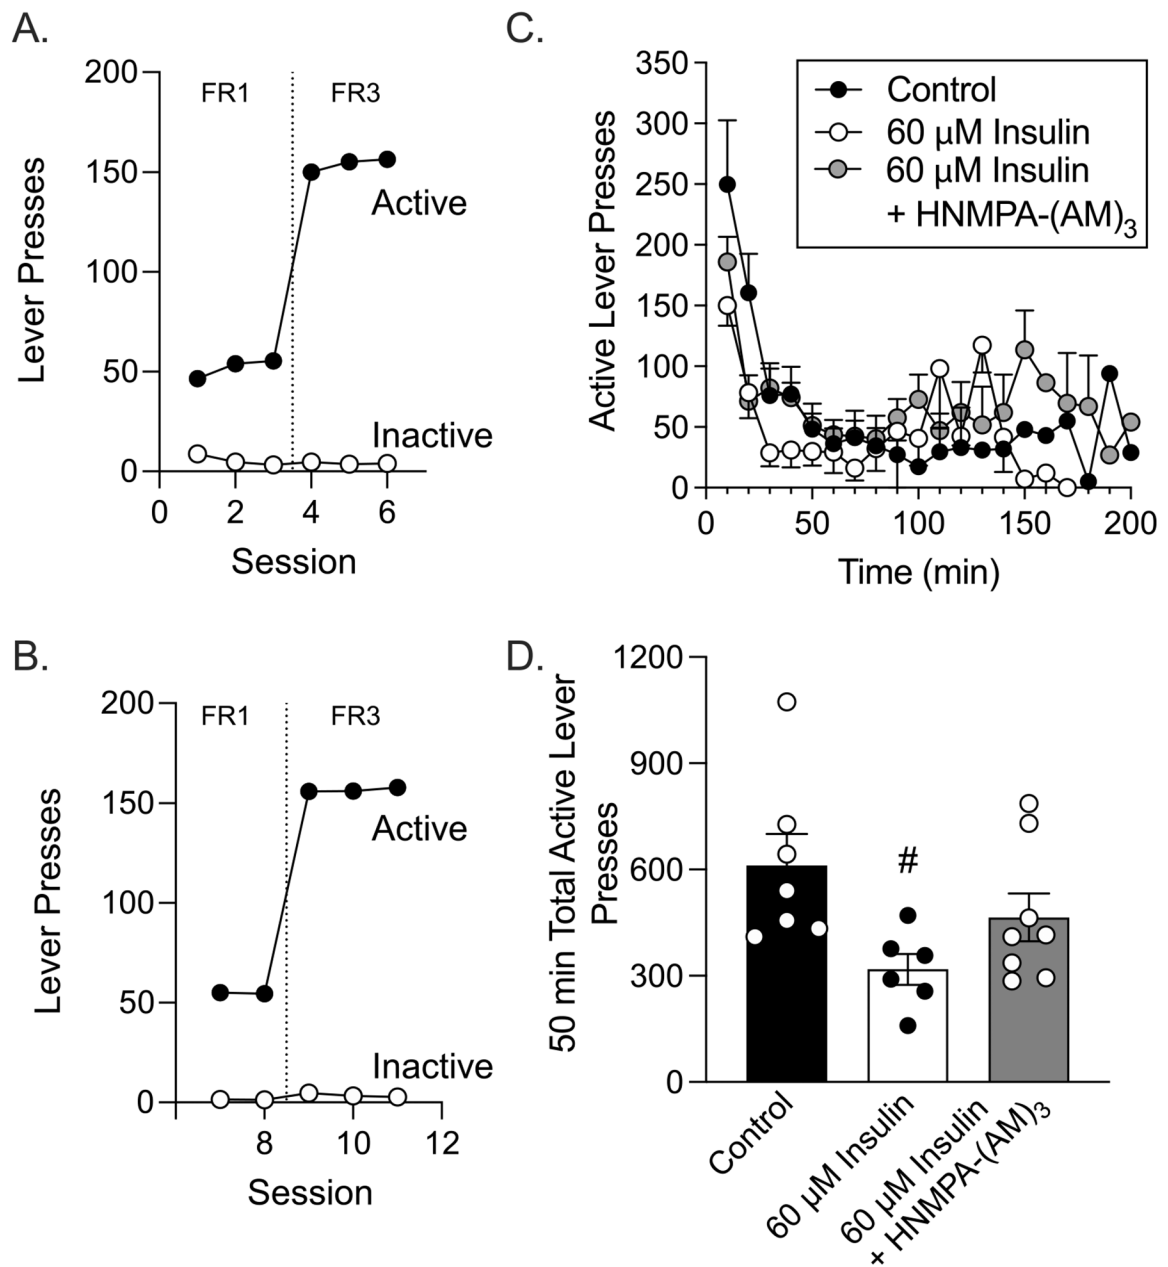 A.
200
150
100
50
0
FR1
FR3
Lever Presses
Active
Inactive
0
2
4
6
Session
C.
350
300
250
200
150
100
50
0
Active Lever Presses
Control
60 µM Insulin
60 µM Insulin
+ HNMPA-(AM)3
0
50
100
150
200
Time (min)
B.
200
150
100
50
0
FR1
FR3
Lever Presses
Active
Inactive
8
10
12
Session
D.
1200
900
600
300
0
50 min Total Active Lever
Presses
#
Control
60 µM Insulin
60 µM Insulin
+ HNMPA-(AM)3